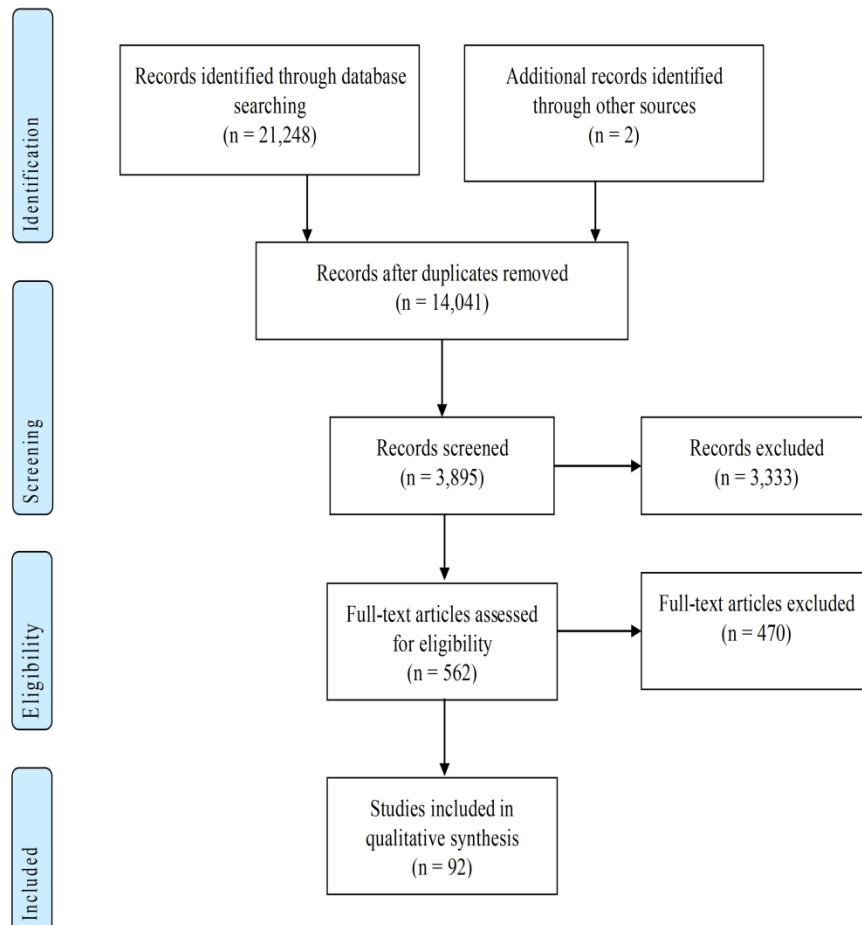 Identification
Records identified through database
searching
(n = 21,248)
Additional records identified
through other sources
(n = 2)
Records after duplicates removed
(n = 14,041)
Screening
Records screened
(n = 3,895)
Records excluded
(n = 3,333)
Eligibility
Full-text articles assessed
for eligibility
(n = 562)
Full-text articles excluded
(n = 470)
Included
Studies included in
qualitative synthesis
(n = 92)